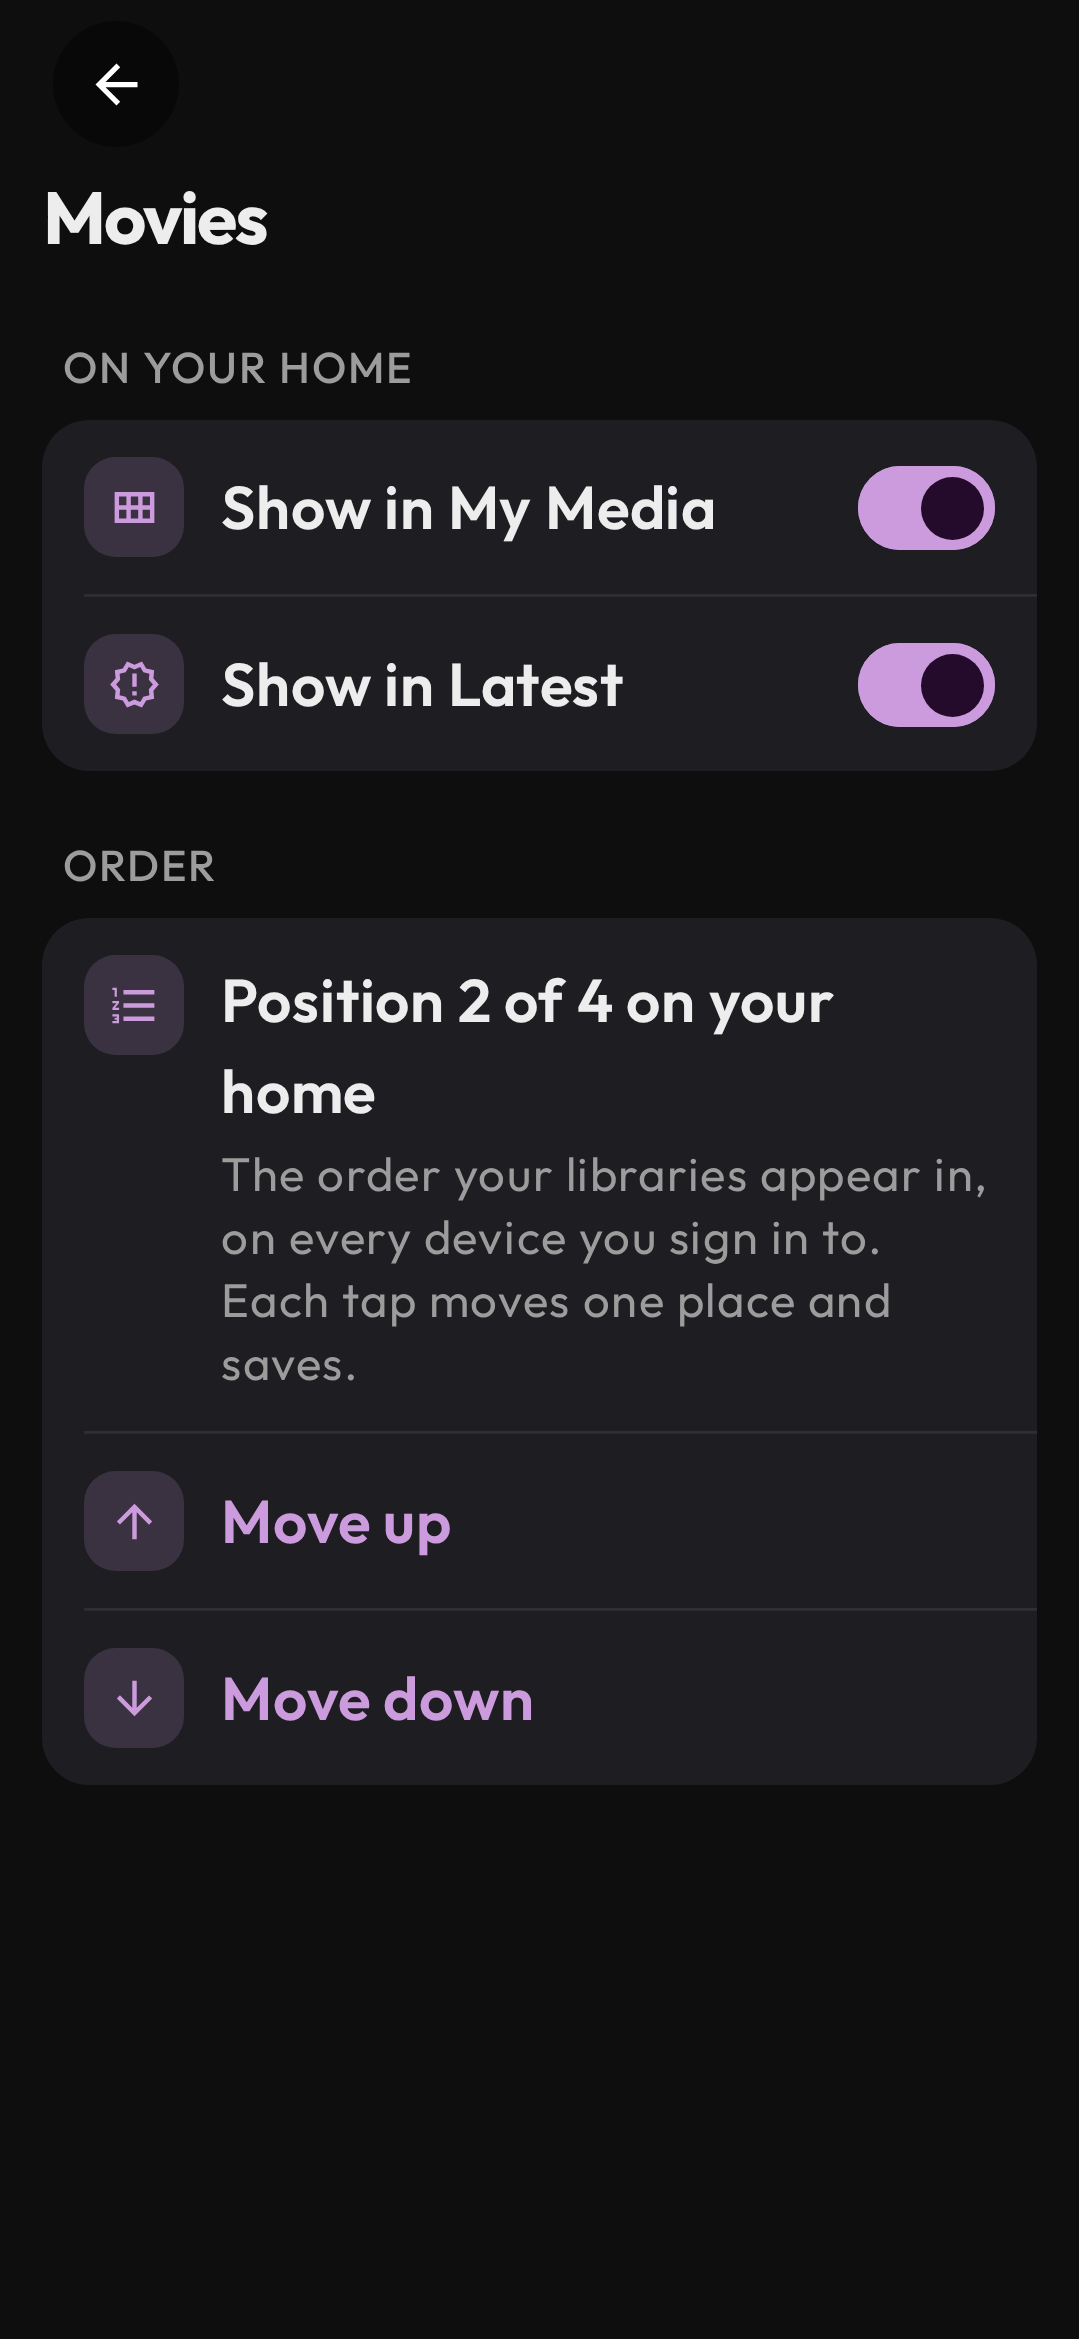 Movies
ON YOUR HOME
Show in My Media
Show in Latest
ORDER
Position 2 of 4 on your
home
The order your libraries appear in,
on every device you sign in to.
Each tap moves one place and
saves.
Move up
Move down